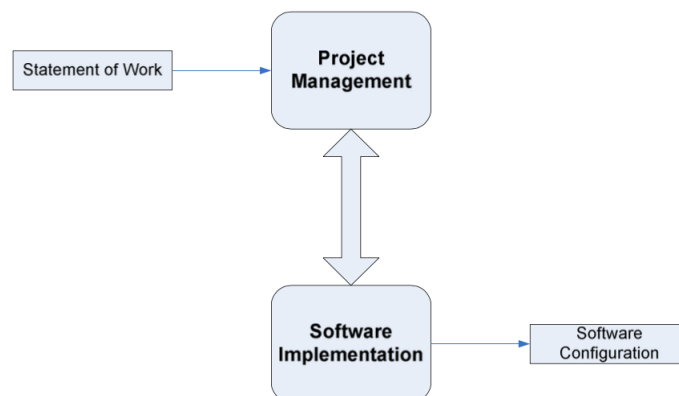 Project
Management
Statement of Work
Software
Implementation
Software
Configuration